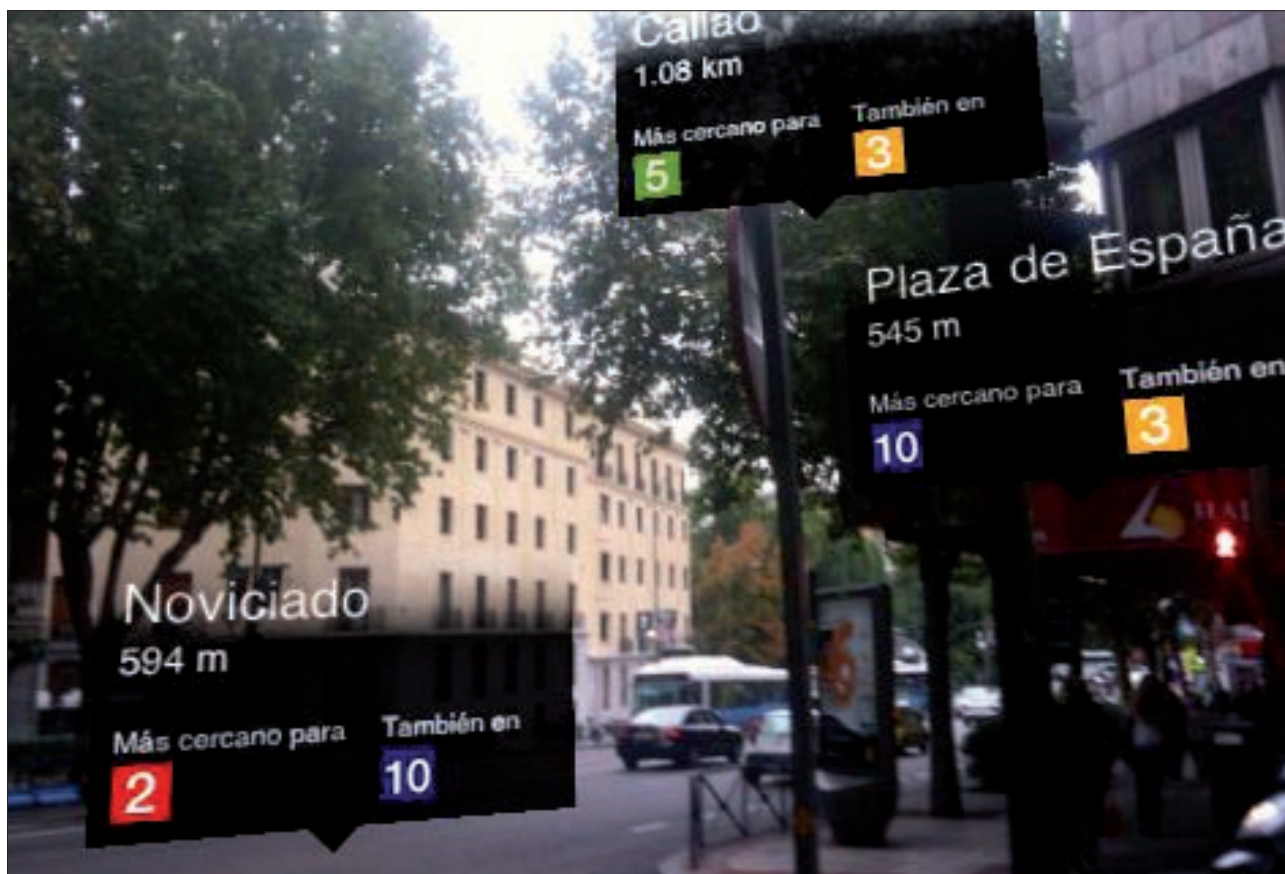 Callao
1.08 km
Más cercano para
También en
5
3
Plaza de España
545 m
Más cercano para
También en
10
3
Noviciado
594 m
Más cercano para
También en
2
10